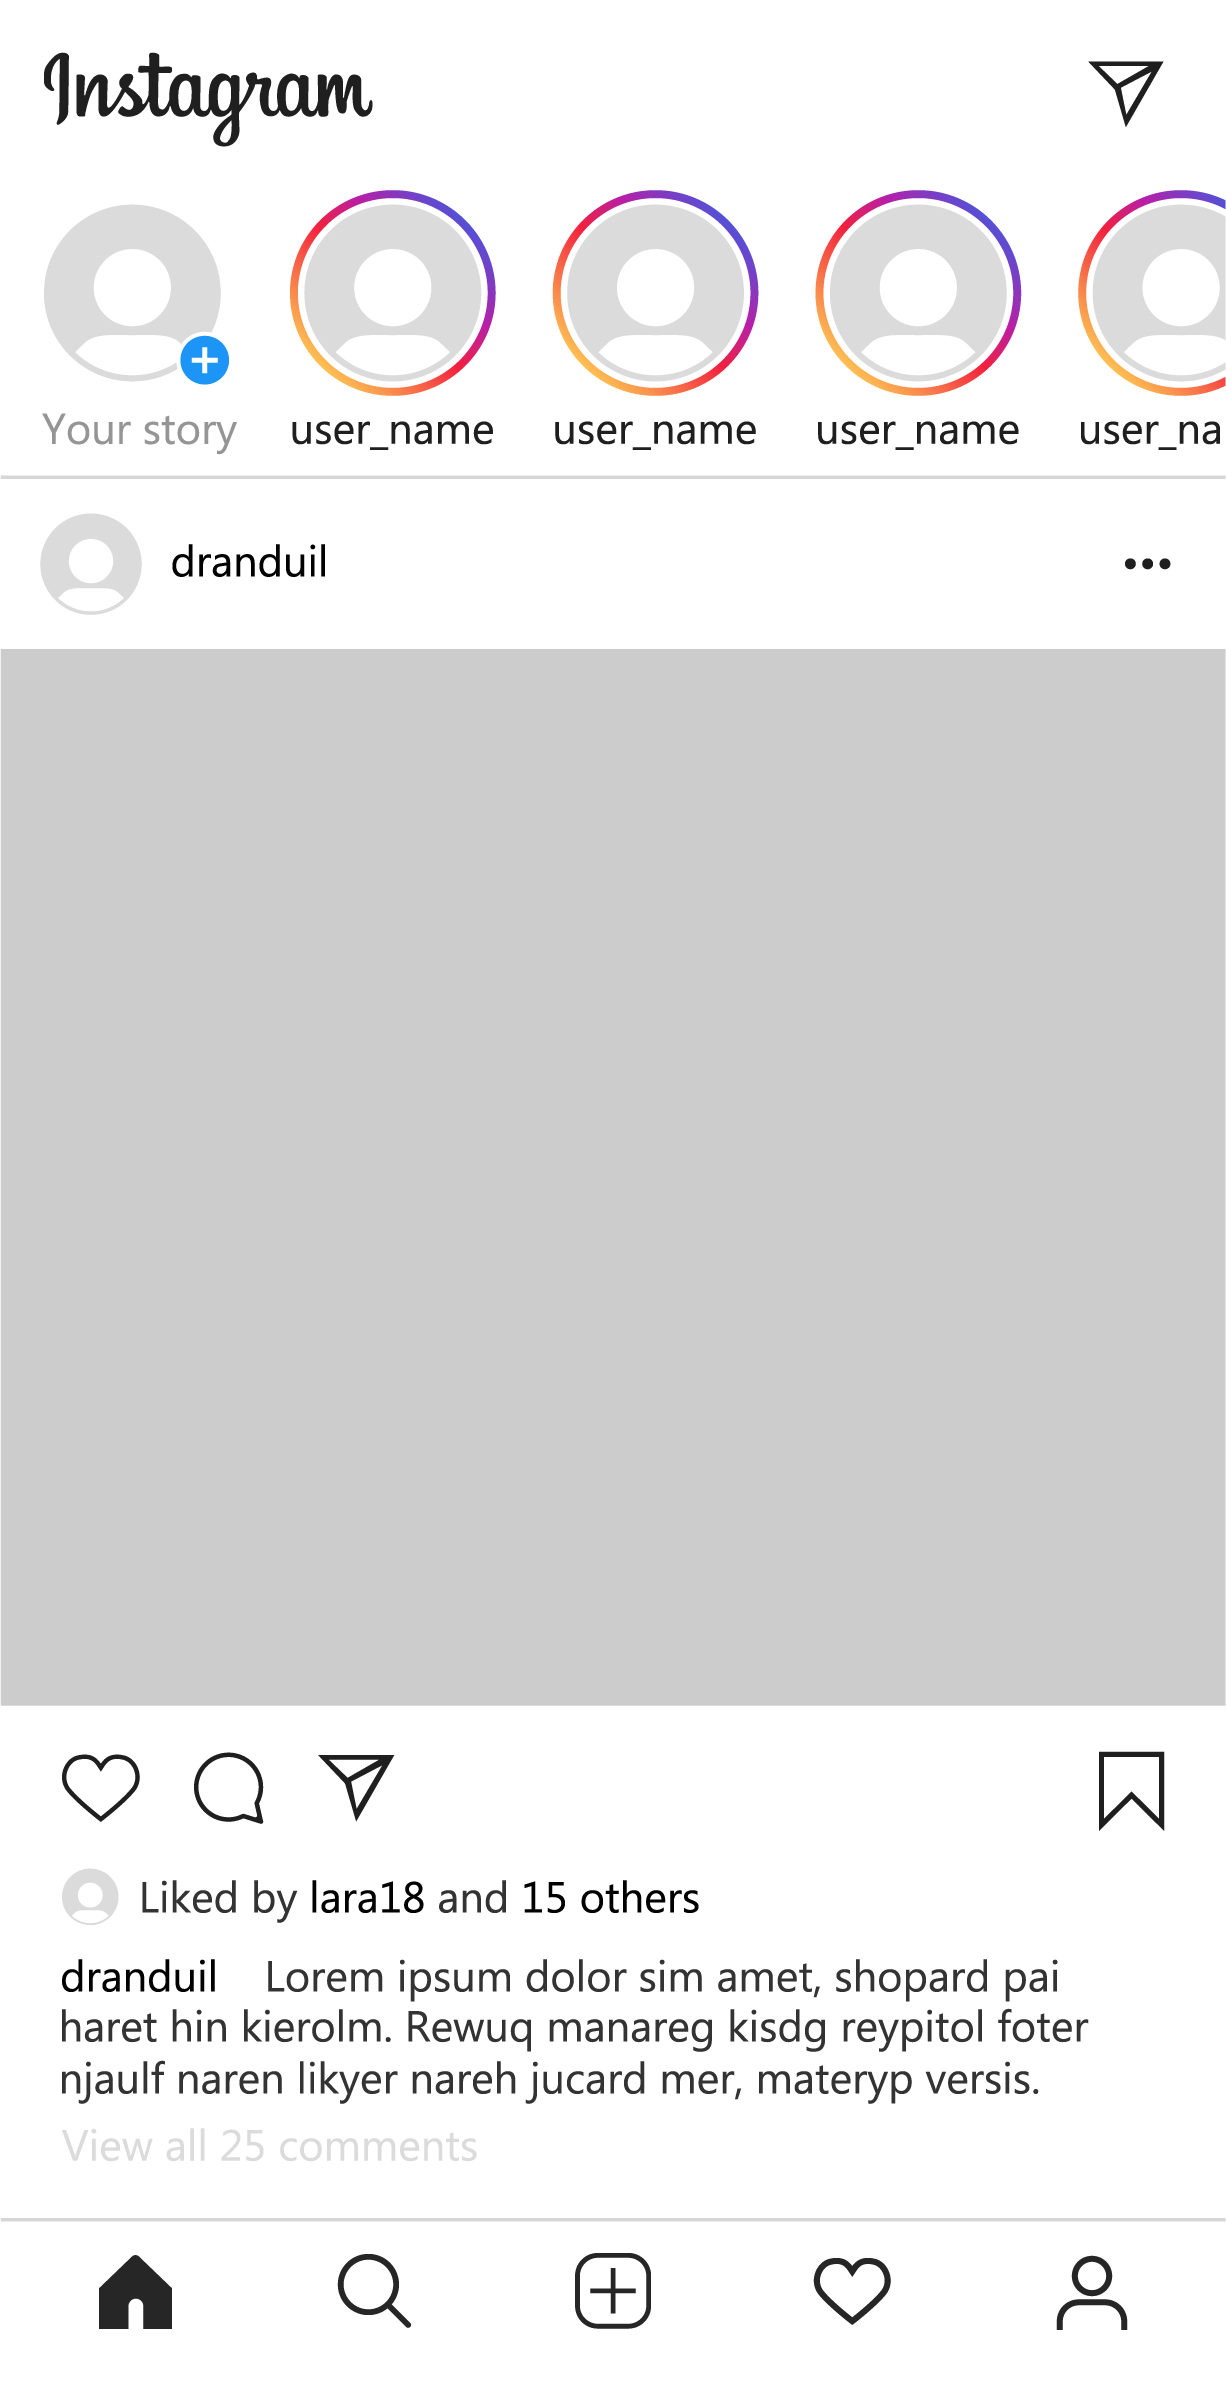 Instagram
Your story user_name user_name user_name user_na
dranduil
Liked by lara18 and 15 others
dranduil Lorem ipsum dolor sim amet, shopard pai
haret hin kierolm. Rewuq manareg kisdg reypitol foter
njaulf naren likyer nareh jucard mer, materyp versis.
View all 25 comments